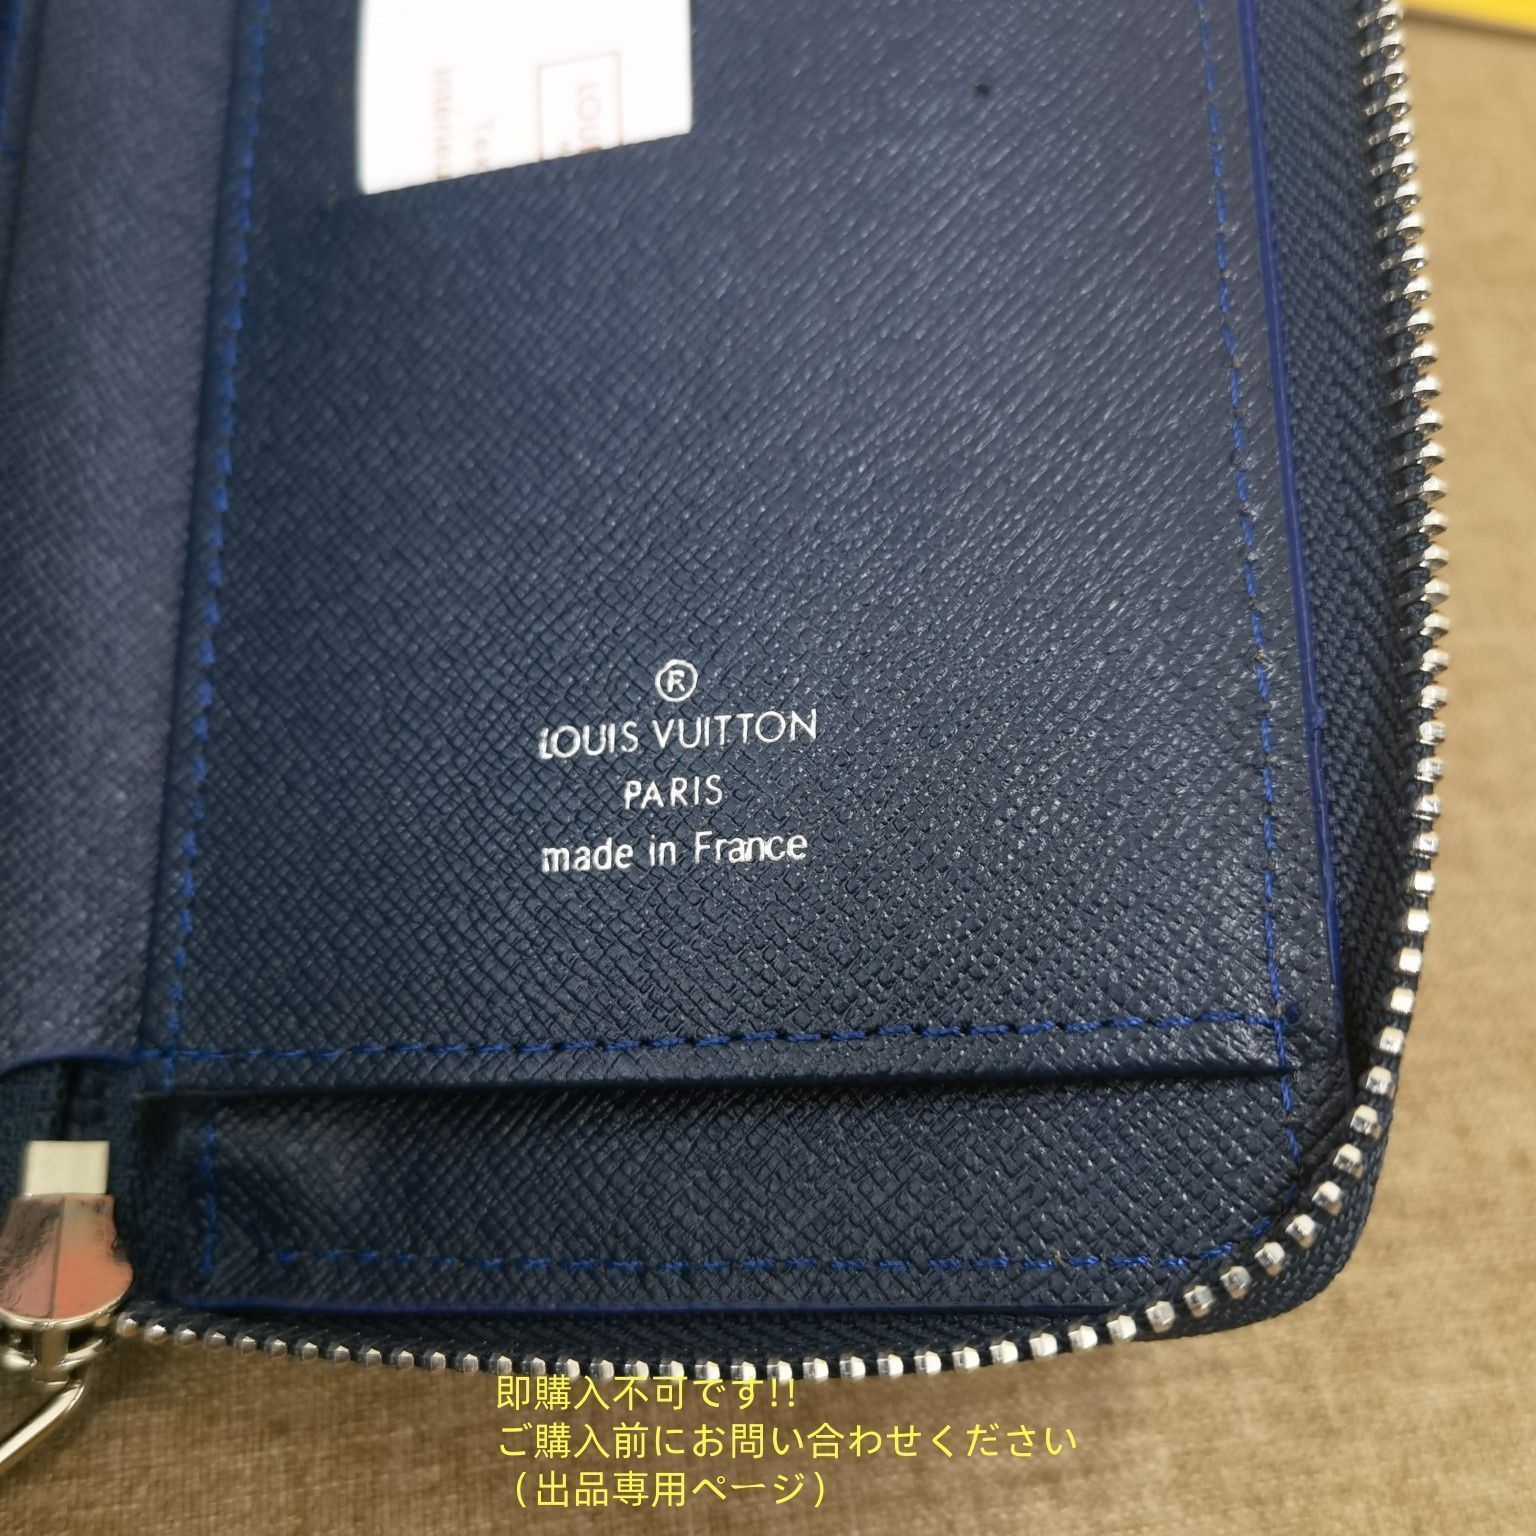 LOUIS VUITTON
PARIS
made in France
即購入不可です!!
ご購入前にお問い合わせください
(出品専用ページ)